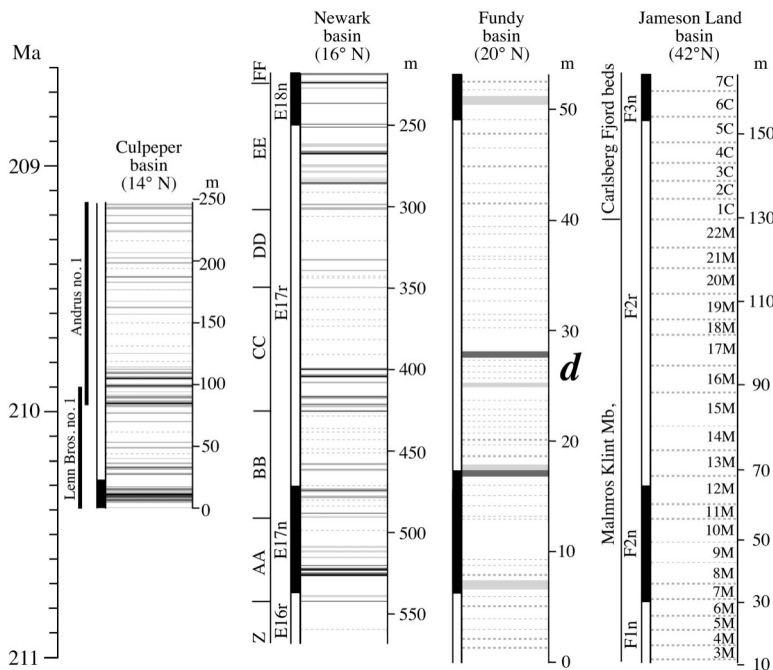 Ma
209
210
211
Culpeper
basin
(14° N)
m
250
200
150
100
50
0
Andrus no. 1
Lenn Bros. no. 1
Newark
basin
(16° N)
m
250
300
350
400
450
500
550
FF
EE
DD
CC
BB
AA
Z
E18n
E17r
E17n
E16r
Fundy
basin
(20° N)
m
50
40
30
20
10
0
d
Jameson Land
basin
(42°N)
m
150
130
110
90
70
50
30
10
Carlsberg Fjord beds
Malmros Klint Mb,
F3n
F2r
F2n
F1n
7C
6C
5C
4C
3C
2C
1C
22M
21M
20M
19M
18M
17M
16M
15M
14M
13M
12M
11M
10M
9M
8M
7M
6M
5M
4M
3M